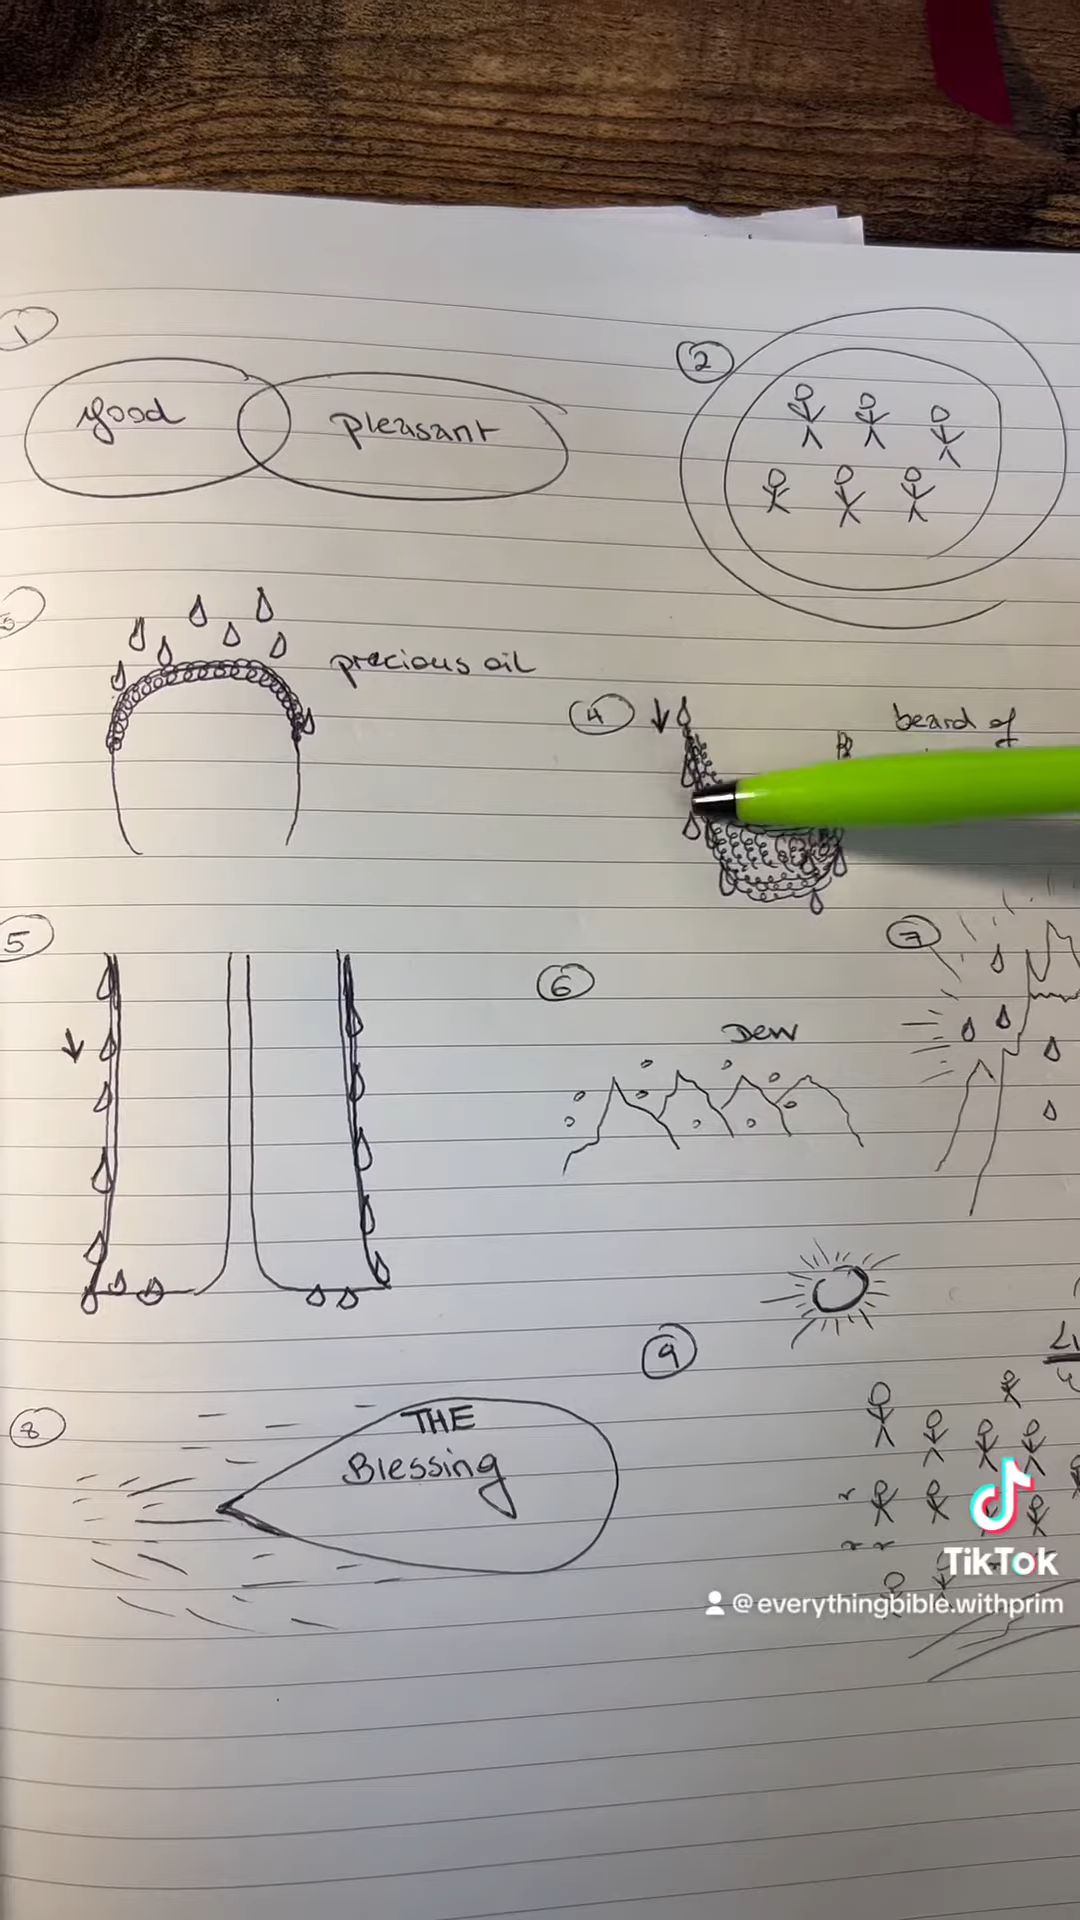 1
good
pleasant
2
precious oil
4
beard of
5
6
7
Dew
9
8
THE
Blessing
TikTok
@everythingbible.withprim